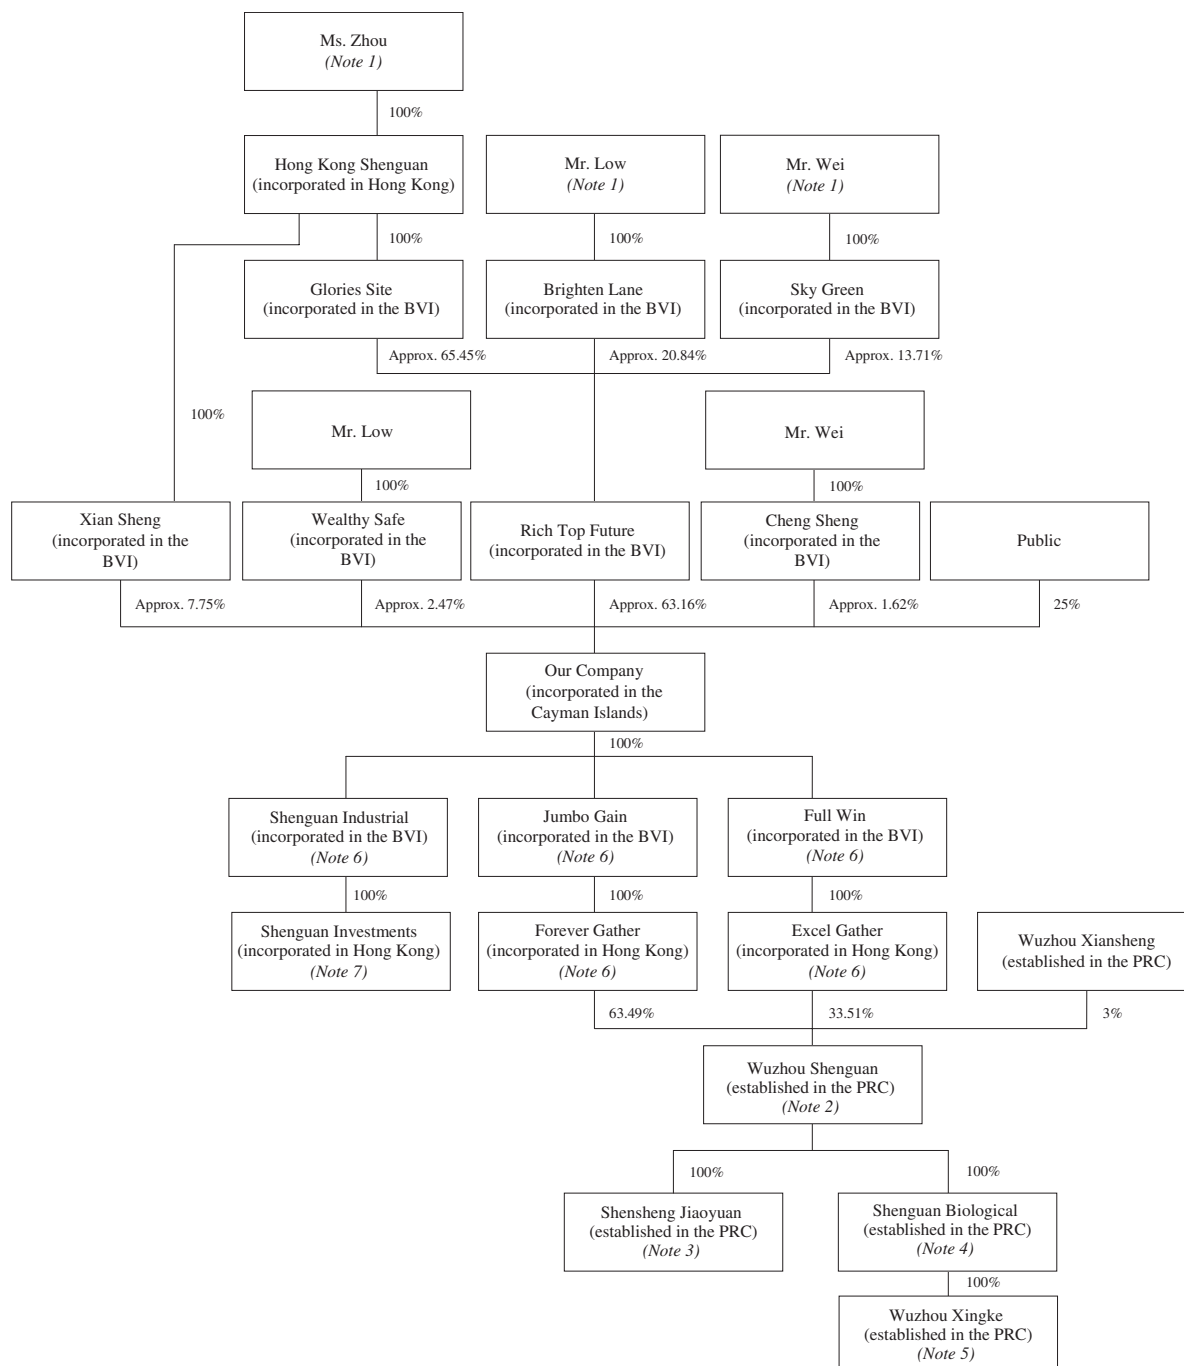 Ms. Zhou
(Note 1)
100%
Hong Kong Shenguan
(incorporated in Hong Kong)
Mr. Low
(Note 1)
Mr. Wei
(Note 1)
100%
100%
100%
Glories Site
(incorporated in the BVI)
Brighten Lane
(incorporated in the BVI)
Sky Green
(incorporated in the BVI)
Approx. 65.45%
Approx. 20.84%
Approx. 13.71%
100%
Mr. Low
Mr. Wei
100%
100%
Xian Sheng
(incorporated in the
BVI)
Wealthy Safe
(incorporated in the
BVI)
Rich Top Future
(incorporated in the BVI)
Cheng Sheng
(incorporated in the
BVI)
Public
Approx. 7.75%
Approx. 2.47%
Approx. 63.16%
Approx. 1.62%
25%
Our Company
(incorporated in the
Cayman Islands)
100%
Shenguan Industrial
(incorporated in the BVI)
(Note 6)
Jumbo Gain
(incorporated in the BVI)
(Note 6)
Full Win
(incorporated in the BVI)
(Note 6)
100%
100%
100%
Shenguan Investments
(incorporated in Hong Kong)
(Note 7)
Forever Gather
(incorporated in Hong Kong)
(Note 6)
Excel Gather
(incorporated in Hong Kong)
(Note 6)
Wuzhou Xiansheng
(established in the PRC)
63.49%
33.51%
3%
Wuzhou Shenguan
(established in the PRC)
(Note 2)
100%
100%
Shensheng Jiaoyuan
(established in the PRC)
(Note 3)
Shenguan Biological
(established in the PRC)
(Note 4)
100%
Wuzhou Xingke
(established in the PRC)
(Note 5)